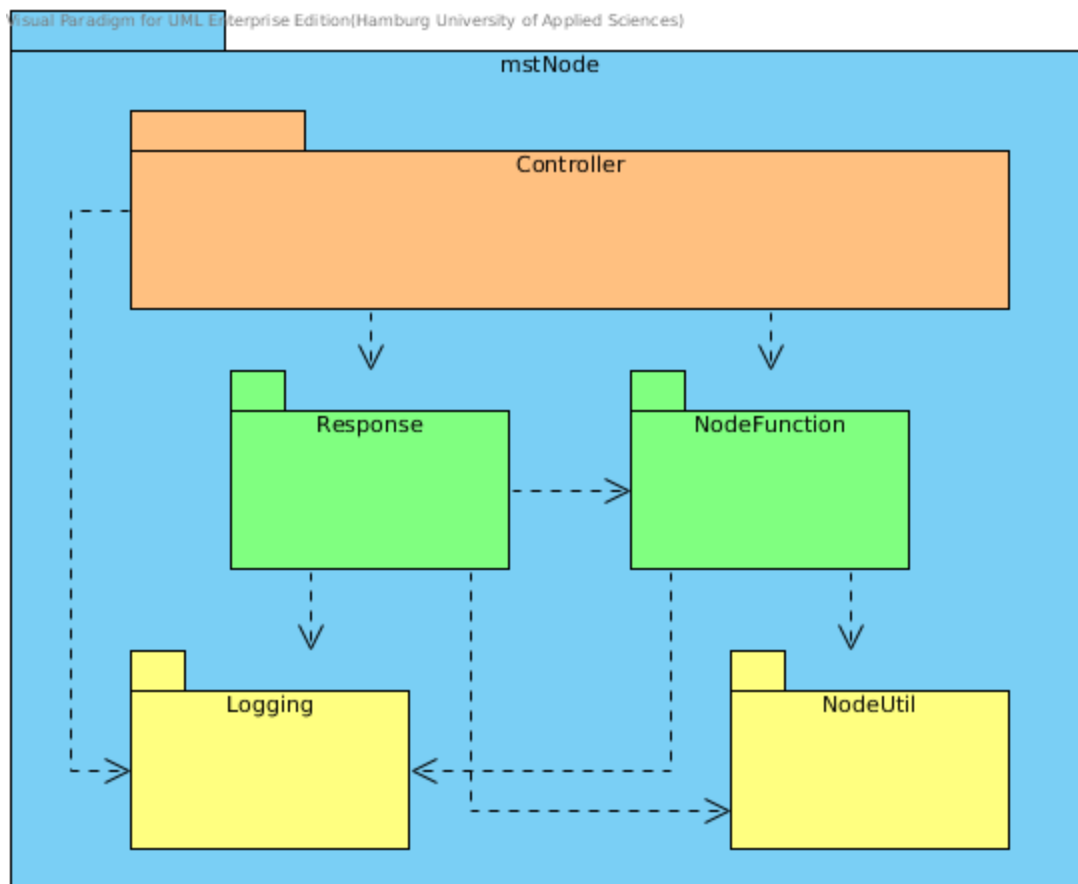 Visual Paradigm for UML Enterprise Edition(Hamburg University of Applied Sciences)
mstNode
Controller
Response
NodeFunction
Logging
NodeUtil